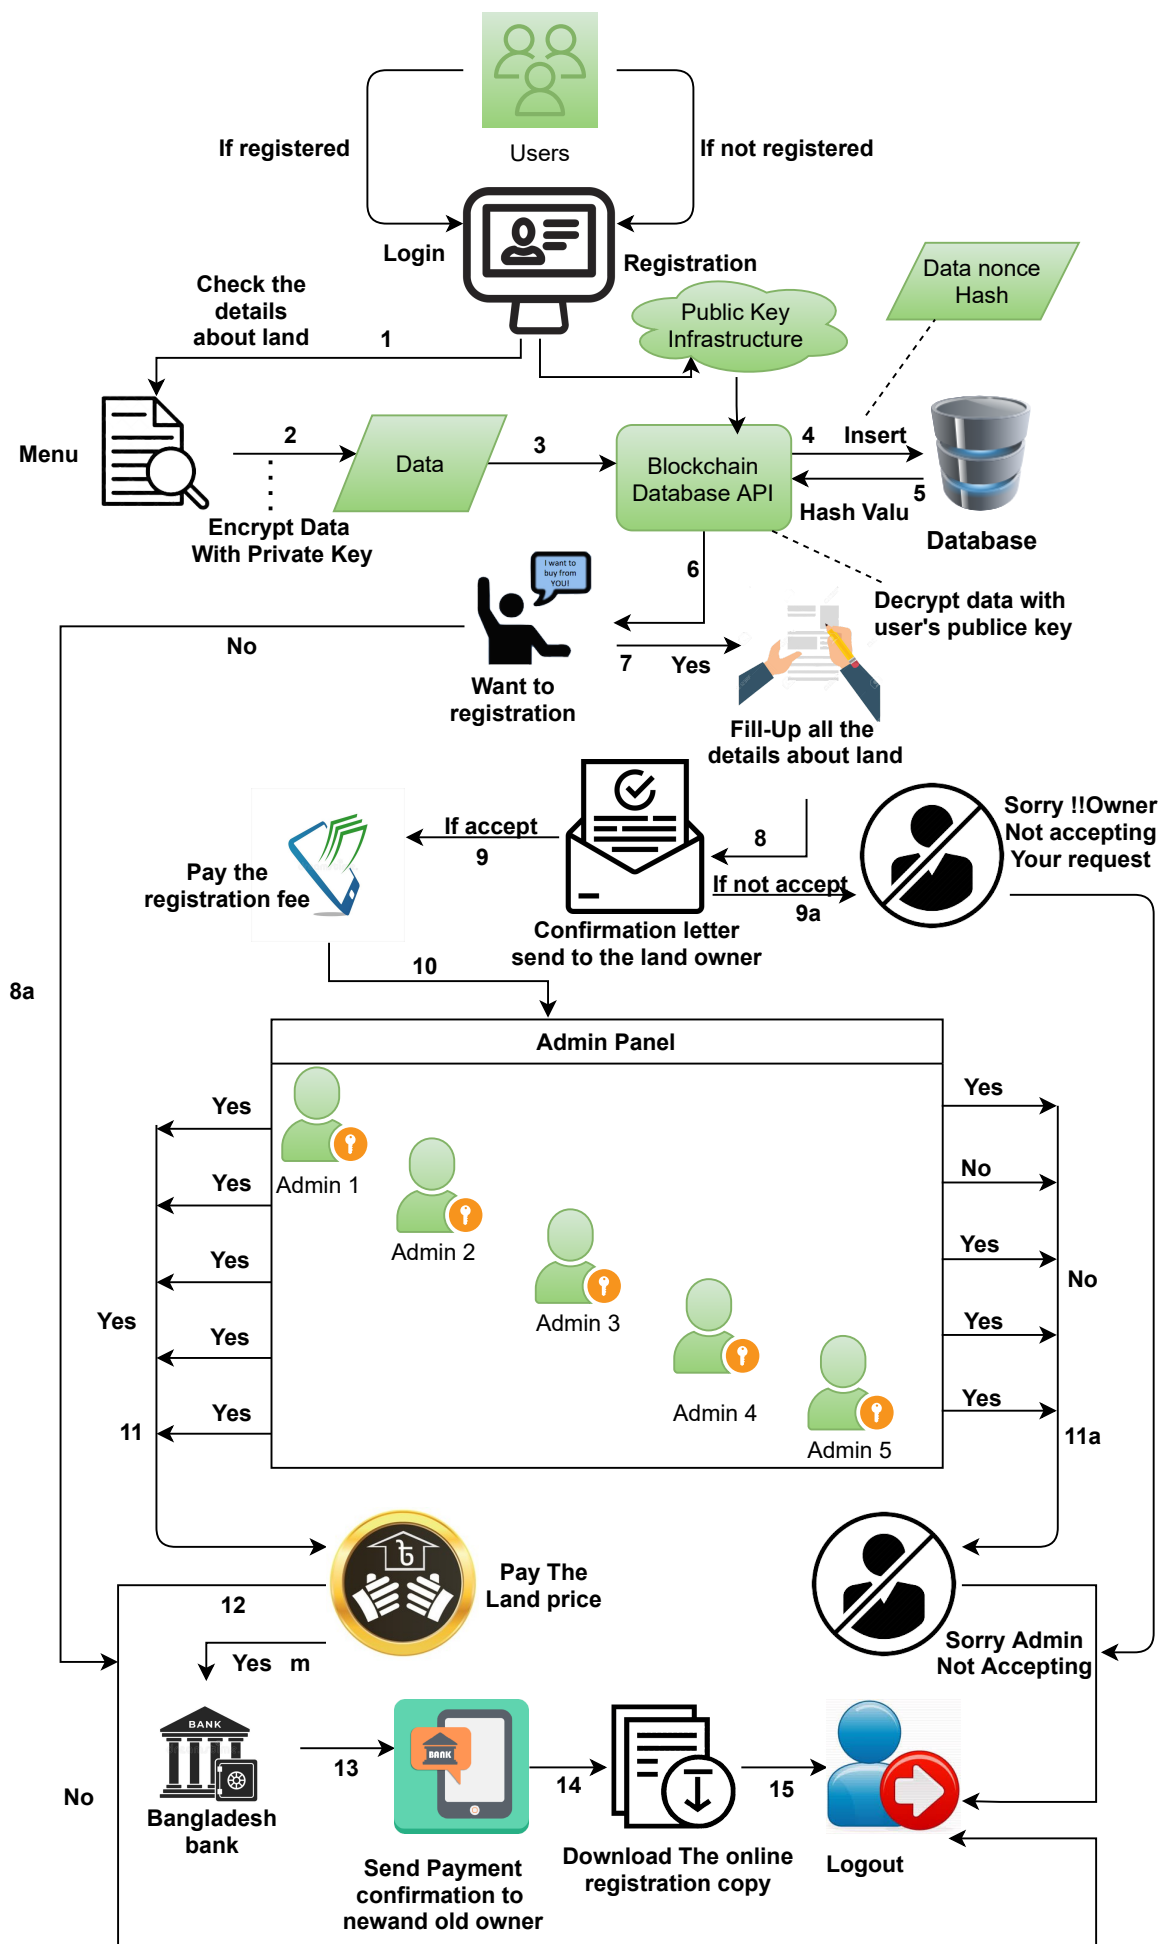 Users
If registered
If not registered
Login
Registration
Data nonce
Hash
Check the
details
about land
1
Public Key
Infrastructure
Menu
2
Data
3
Blockchain
Database API
4
Insert
5
Hash Valu
Database
Encrypt Data
With Private Key
6
I want to
buy from
YOU!
Decrypt data with
user's publice key
No
7
Yes
Want to
registration
Fill-Up all the
details about land
Sorry !!Owner
Not accepting
Your request
If accept
9
8
If not accept
9a
Pay the
registration fee
Confirmation letter
send to the land owner
10
8a
Admin Panel
Yes
Yes
Admin 1
Yes
No
Admin 2
Yes
Yes
No
Admin 3
Yes
Yes
Yes
Admin 4
Yes
Yes
11
11a
Admin 5
Pay The
Land price
12
Yes m
Sorry Admin
Not Accepting
BANK
13
BANK
14
15
No
Bangladesh
bank
Send Payment
confirmation to
newand old owner
Download The online
registration copy
Logout